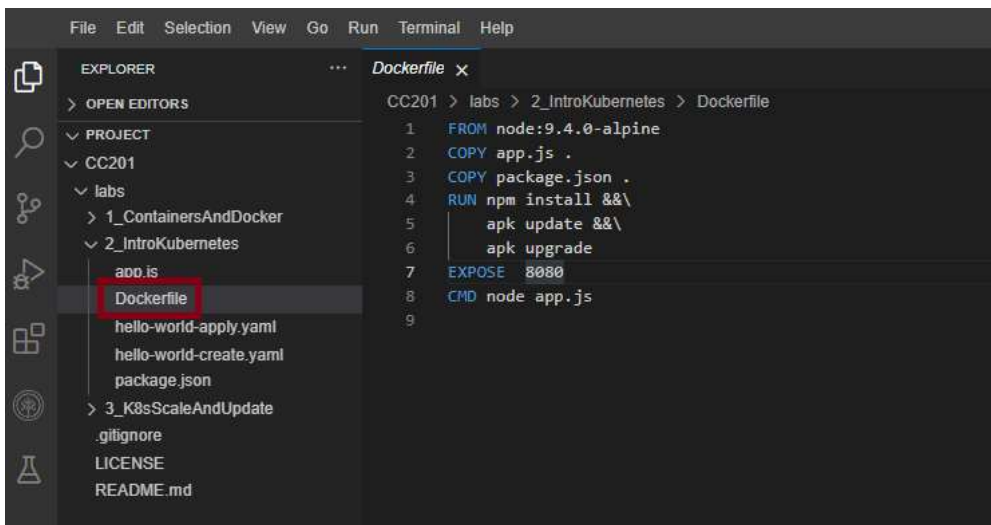 File Edit Selection View Go Run Terminal Help
EXPLORER ...
> OPEN EDITORS
PROJECT
CC201
labs
> 1_ContainersAndDocker
2_IntroKubernetes
app.js
Dockerfile
hello-world-apply.yaml
hello-world-create.yaml
package.json
> 3_K8sScaleAndUpdate
.gitignore
LICENSE
README.md
Dockerfile ×
CC201 > labs > 2_IntroKubernetes > Dockerfile
1 FROM node:9.4.0-alpine
2 COPY app.js .
3 COPY package.json .
4 RUN npm install &&\
5 apk update &&\
6 apk upgrade
7 EXPOSE  8080
8 CMD node app.js
9